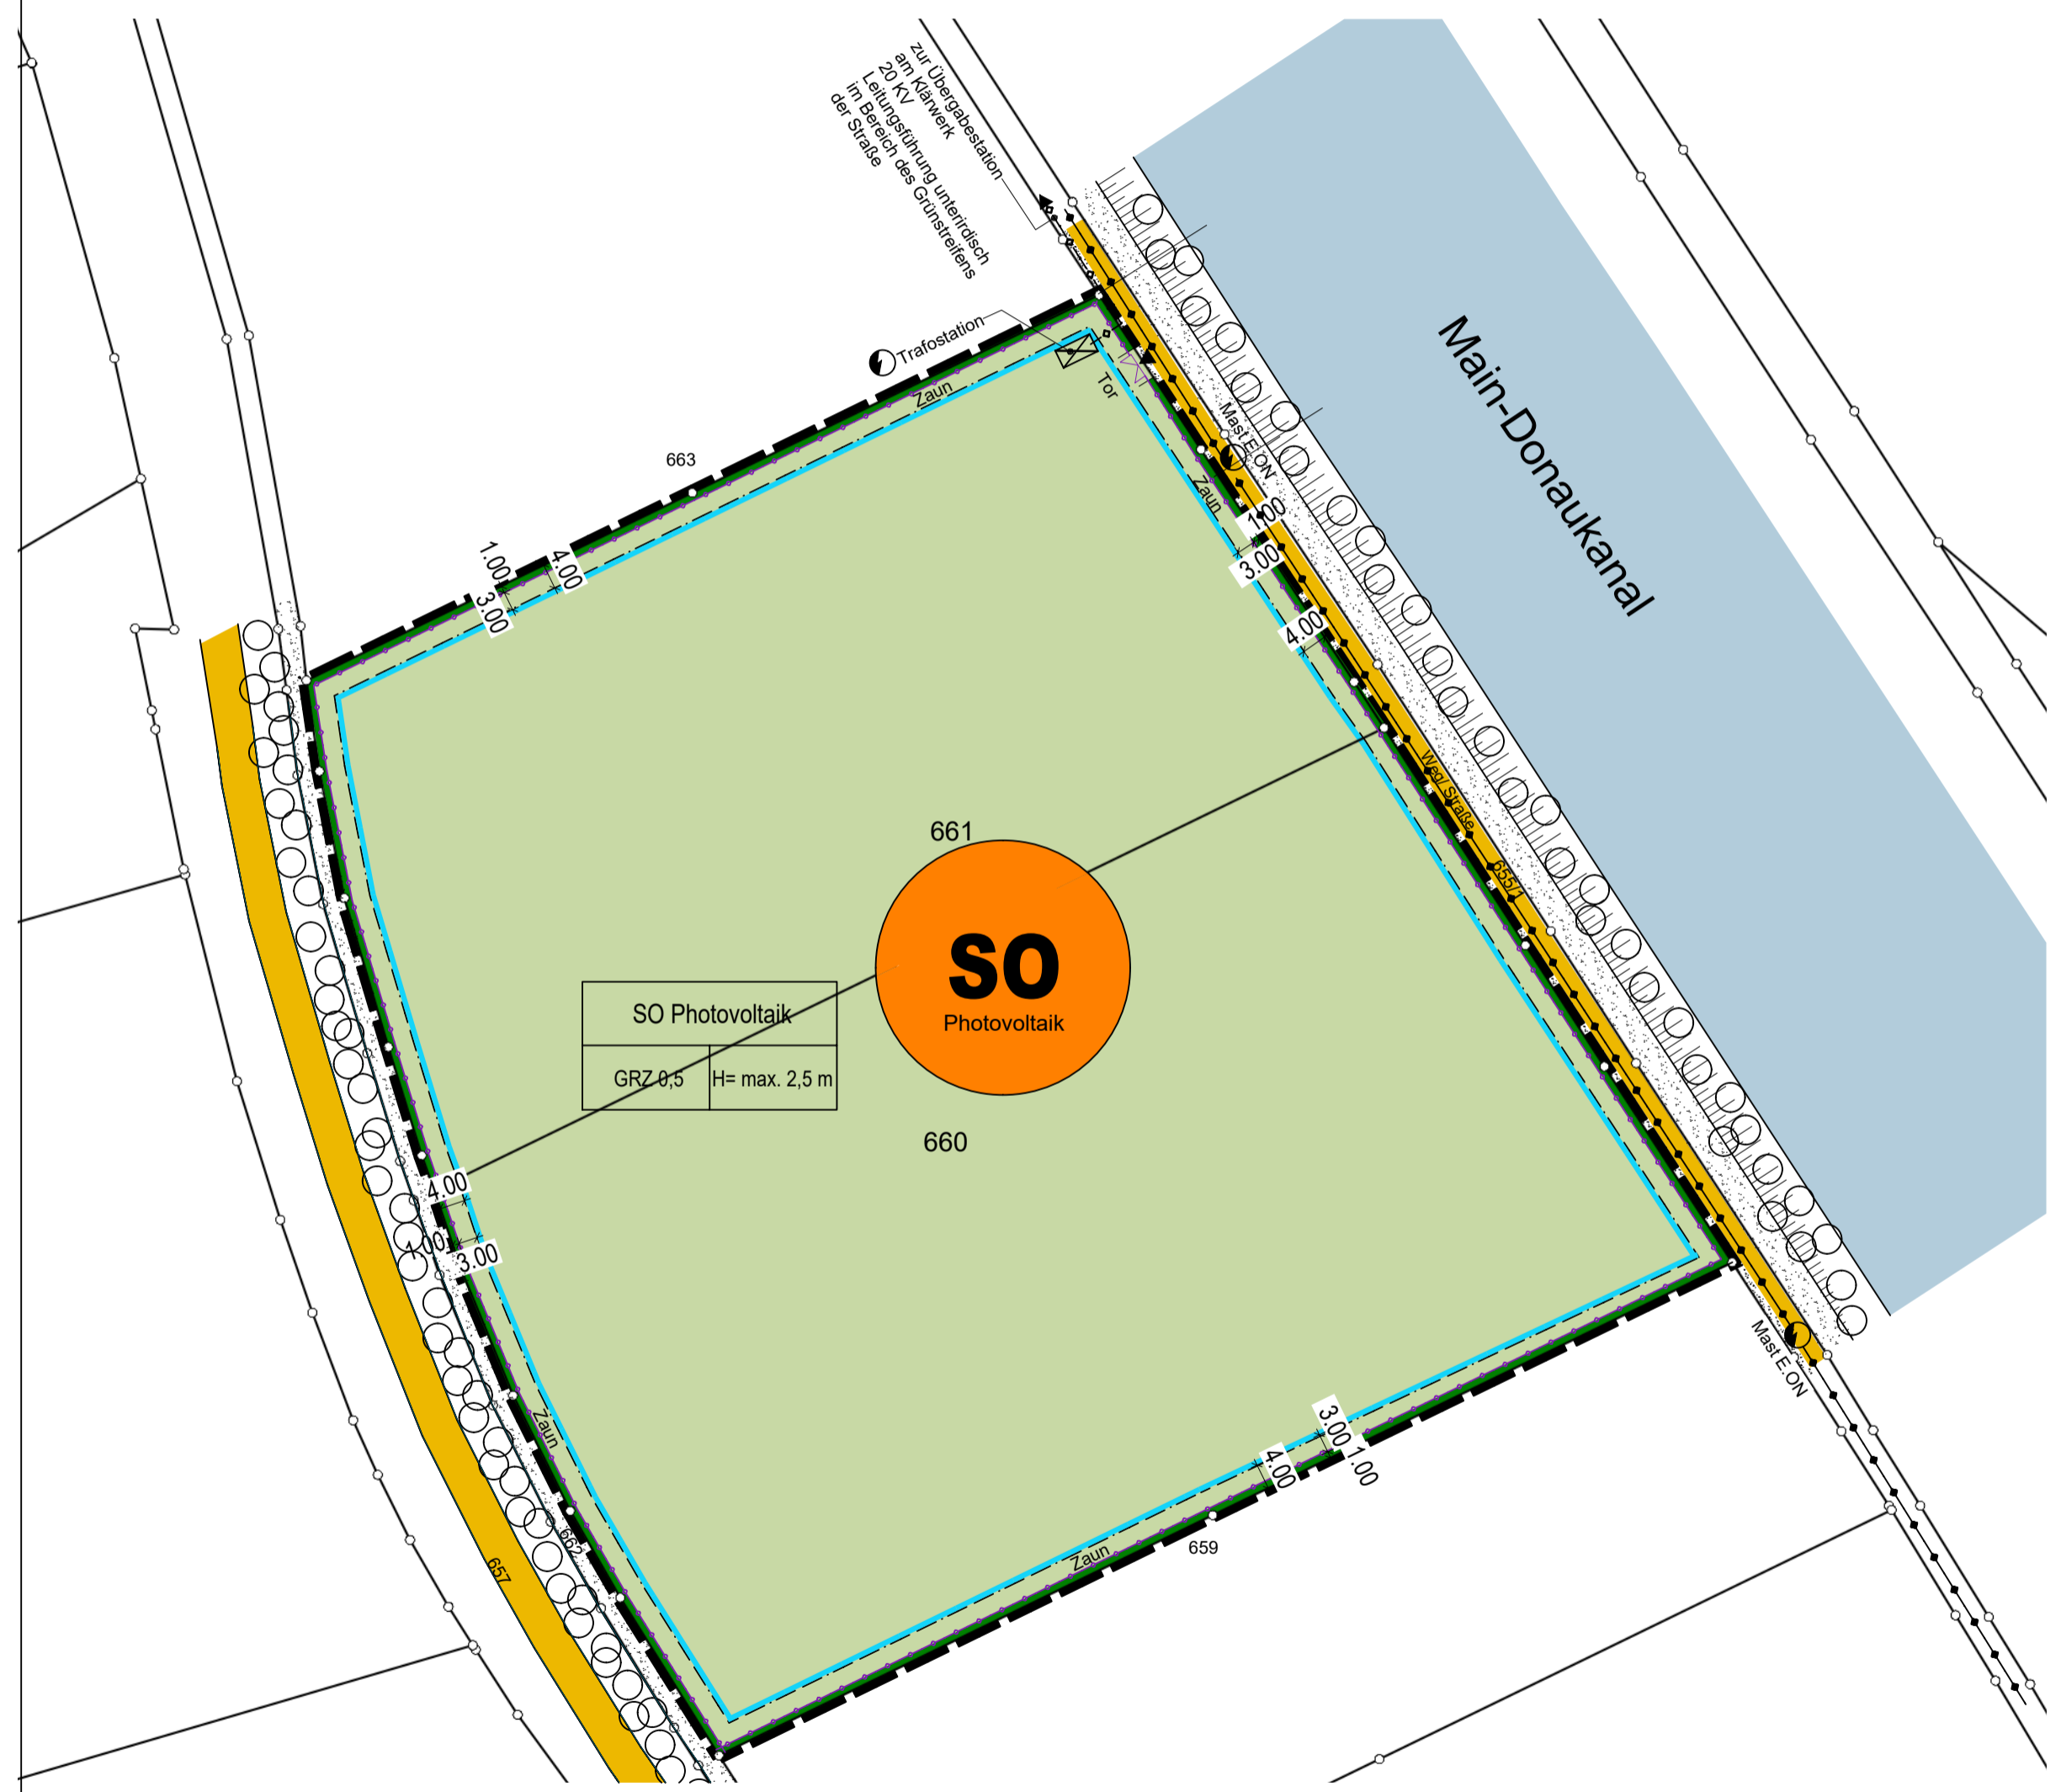 zur Übergabestation
am Klärwerk
20 KV
Leitungsführung unterirdisch
im Bereich des Grünstreifens
der Straße
Main-Donaukanal
Trafostation
Zaun
Tor
Mast E.ON
Zaun
663
1.00
3.00
4.00
1.00
3.00
4.00
Weg/ Straße
655/1
661
SO
Photovoltaik
SO Photovoltaik
GRZ 0,5
H= max. 2,5 m
660
4.00
1.00
3.00
Zaun
662
657
3.00
1.00
4.00
Zaun
659
Mast E.ON